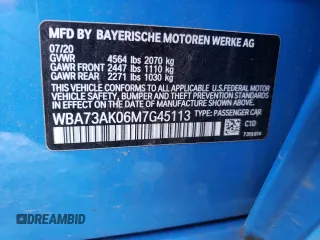 MFD BY BAYERISCHE MOTOREN WERKE AG
07/20
GVWR 4564 LBS 2070 kg
GAWR FRONT 2447 LBS 1110 kg
GAWR REAR 2271 LBS 1030 kg
THIS VEHICLE CONFORMS TO ALL
APPLICABLE U.S.FEDERAL MOTOR
VEHICLE SAFETY, BUMPER, AND
THEFT PREVENTION STANDARDS
IN EFFECT ON THE DATE OF
MANUFACTURE SHOWN ABOVE.
WBA73AK06M7G45113 TYPE: PASSENGER CAR
C1D
© DREAMBID